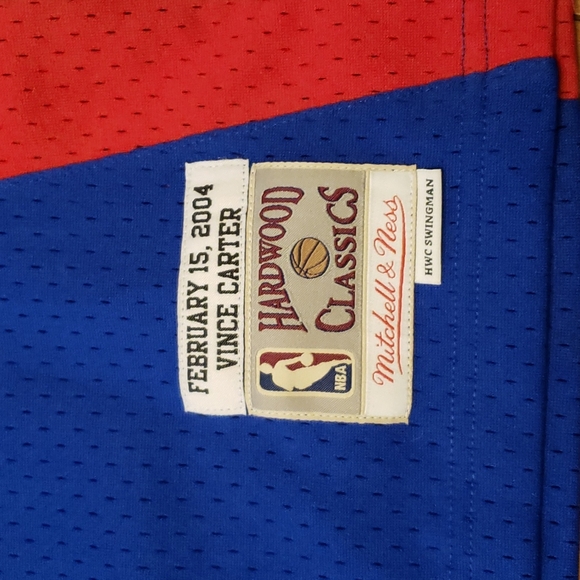 FEBRUARY 15, 2004
VINCE CARTER
HARDWOOD
CLASSICS
NBA
Mitchell & Ness
HWC SWINGMAN